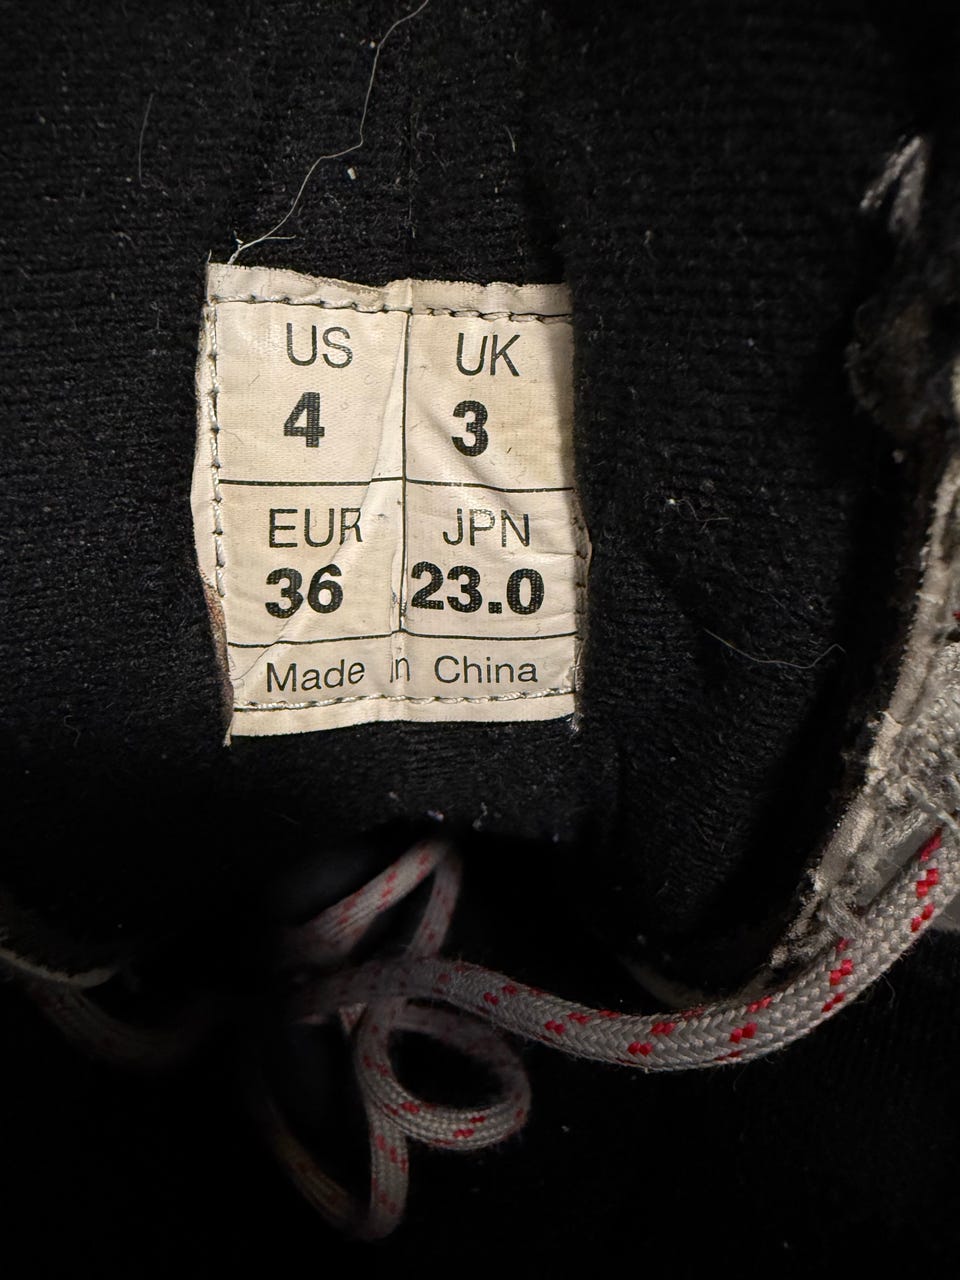 US UK
4 3
EUR JPN
36 23.0
Made in China